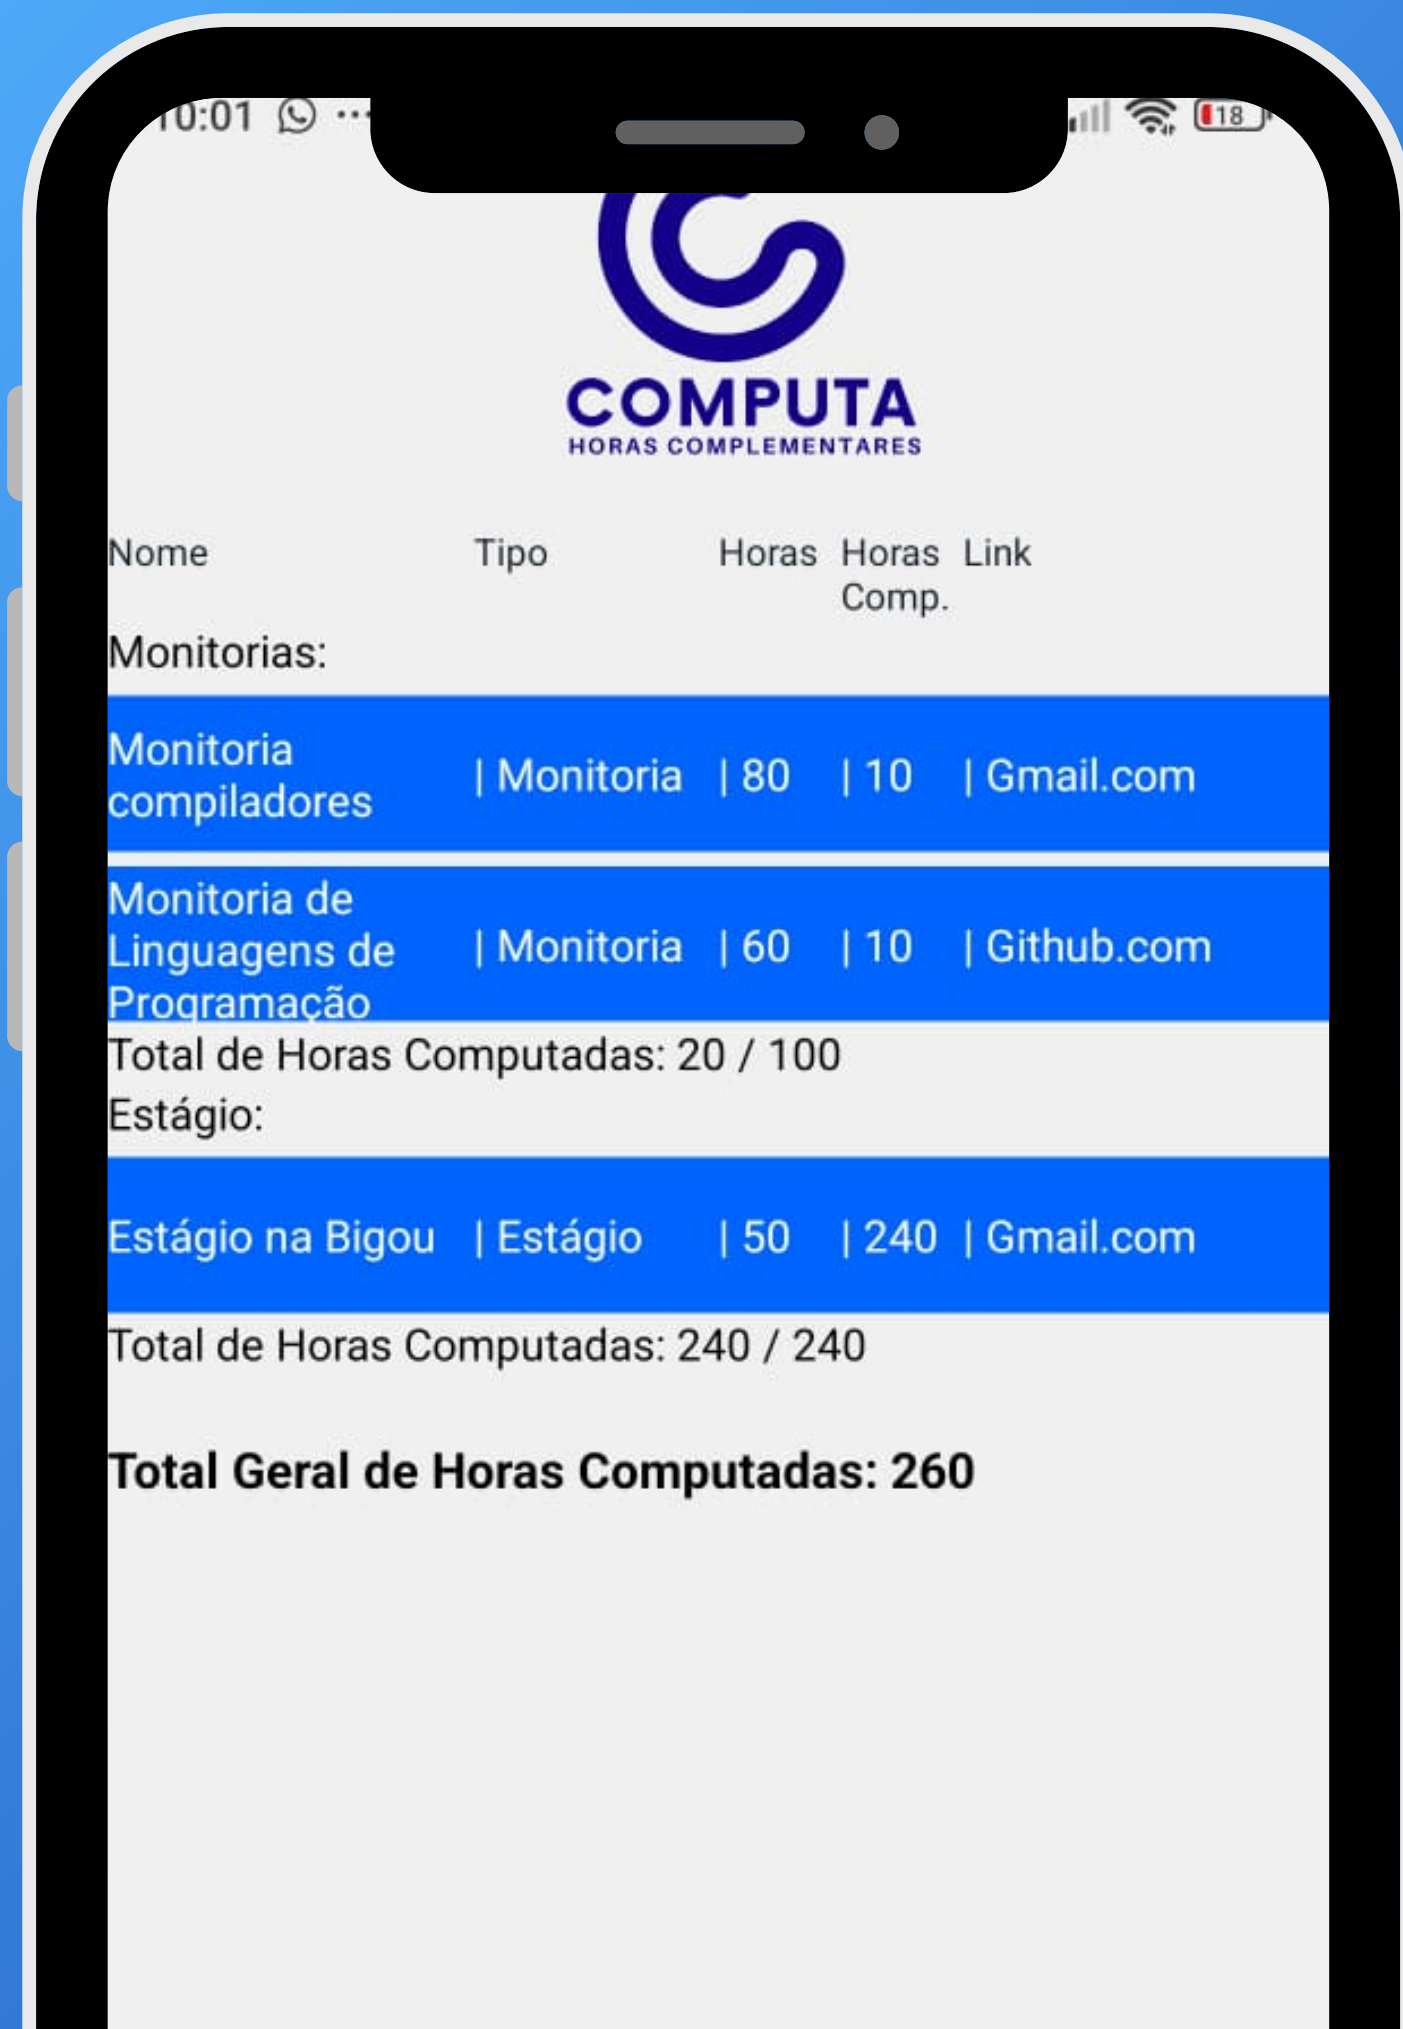 10:01
18
COMPUTA
HORAS COMPLEMENTARES
Nome Tipo Horas Horas Comp. Link
Monitorias:
Monitoria compiladores | Monitoria | 80 | 10 | Gmail.com
Monitoria de Linguagens de Programação | Monitoria | 60 | 10 | Github.com
Total de Horas Computadas: 20 / 100
Estágio:
Estágio na Bigou | Estágio | 50 | 240 | Gmail.com
Total de Horas Computadas: 240 / 240
Total Geral de Horas Computadas: 260